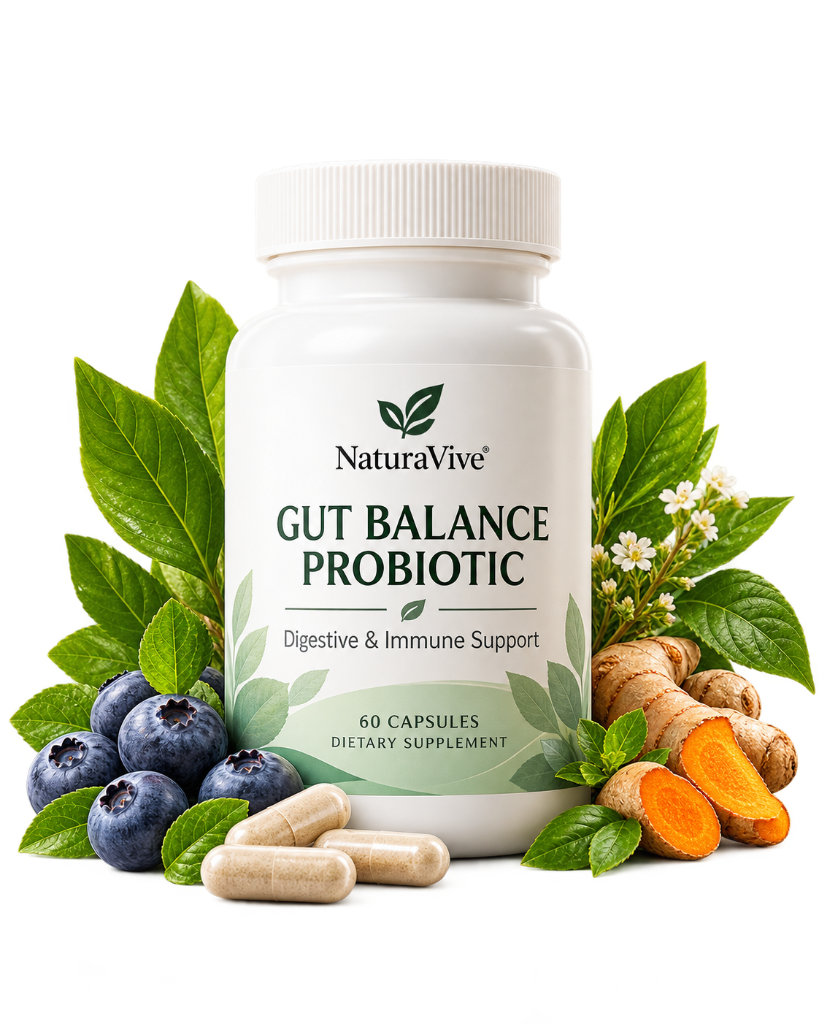 NaturaVive®
GUT BALANCE
PROBIOTIC
Digestive & Immune Support
60 CAPSULES
DIETARY SUPPLEMENT